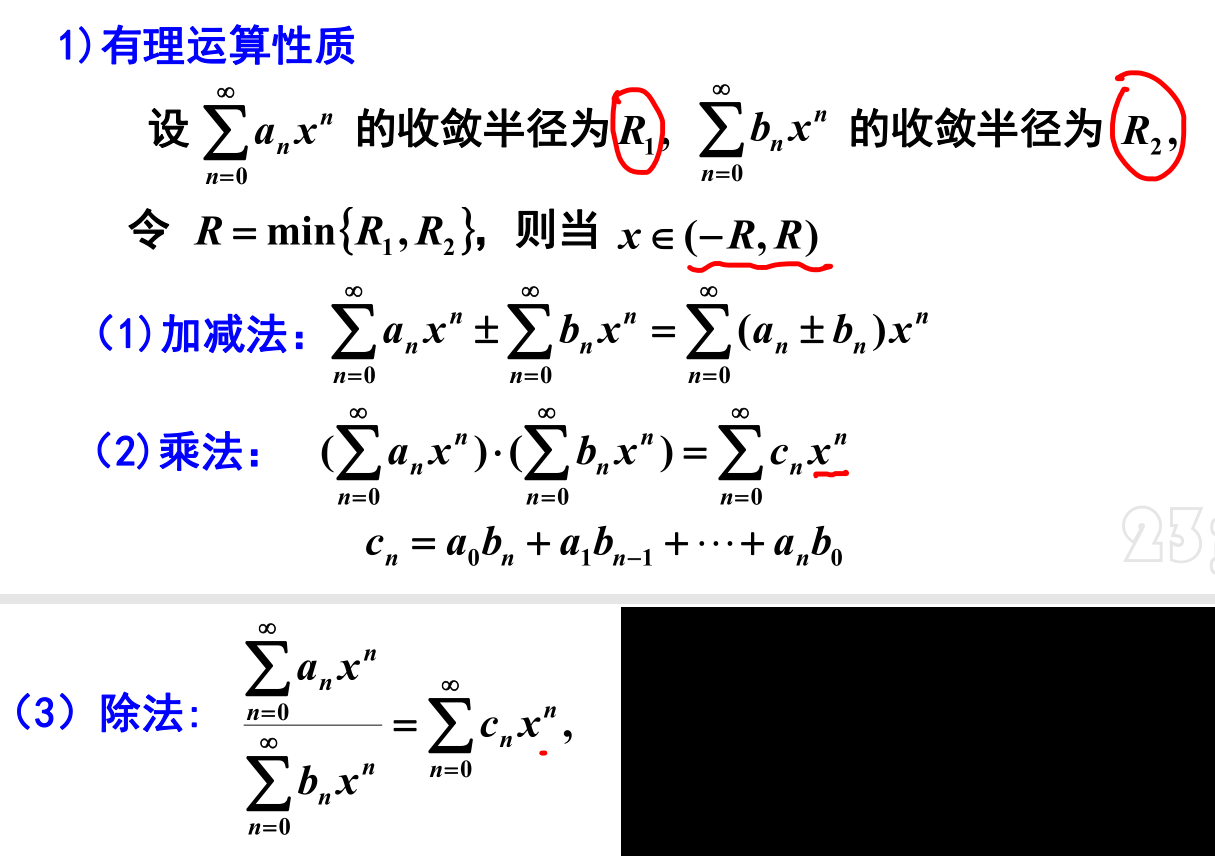 1)有理运算性质
设 $\sum_{n=0}^{\infty} a_n x^n$ 的收敛半径为 $R_1$, $\sum_{n=0}^{\infty} b_n x^n$ 的收敛半径为 $R_2$,
令 $R = \min\{R_1, R_2\}$, 则当 $x \in (-R, R)$
(1)加减法: $\sum_{n=0}^{\infty} a_n x^n \pm \sum_{n=0}^{\infty} b_n x^n = \sum_{n=0}^{\infty} (a_n \pm b_n) x^n$
(2)乘法: $(\sum_{n=0}^{\infty} a_n x^n) \cdot (\sum_{n=0}^{\infty} b_n x^n) = \sum_{n=0}^{\infty} c_n x^n$
$c_n = a_0 b_n + a_1 b_{n-1} + \cdots + a_n b_0$
23
(3) 除法: $\frac{\sum_{n=0}^{\infty} a_n x^n}{\sum_{n=0}^{\infty} b_n x^n} = \sum_{n=0}^{\infty} c_n x^n,$